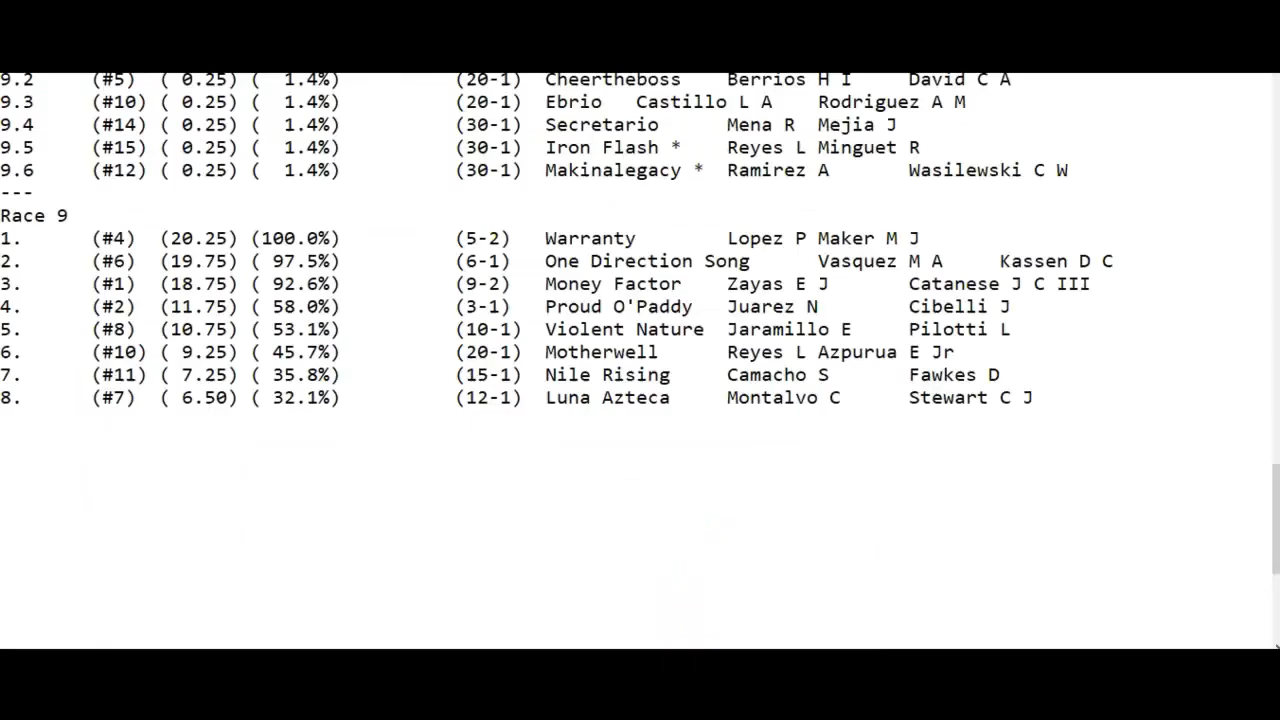 9.2 (#5) ( 0.25) ( 1.4%) (20-1) Cheertheboss Berrios H I David C A
9.3 (#10) ( 0.25) ( 1.4%) (20-1) Ebrio Castillo L A Rodriguez A M
9.4 (#14) ( 0.25) ( 1.4%) (30-1) Secretario Mena R Mejia J
9.5 (#15) ( 0.25) ( 1.4%) (30-1) Iron Flash * Reyes L Minguet R
9.6 (#12) ( 0.25) ( 1.4%) (30-1) Makinalegacy * Ramirez A Wasilewski C W
---
Race 9
1. (#4) (20.25) (100.0%) (5-2) Warranty Lopez P Maker M J
2. (#6) (19.75) ( 97.5%) (6-1) One Direction Song Vasquez M A Kassen D C
3. (#1) (18.75) ( 92.6%) (9-2) Money Factor Zayas E J Catanese J C III
4. (#2) (11.75) ( 58.0%) (3-1) Proud O'Paddy Juarez N Cibelli J
5. (#8) (10.75) ( 53.1%) (10-1) Violent Nature Jaramillo E Pilotti L
6. (#10) ( 9.25) ( 45.7%) (20-1) Motherwell Reyes L Azpurua E Jr
7. (#11) ( 7.25) ( 35.8%) (15-1) Nile Rising Camacho S Fawkes D
8. (#7) ( 6.50) ( 32.1%) (12-1) Luna Azteca Montalvo C Stewart C J